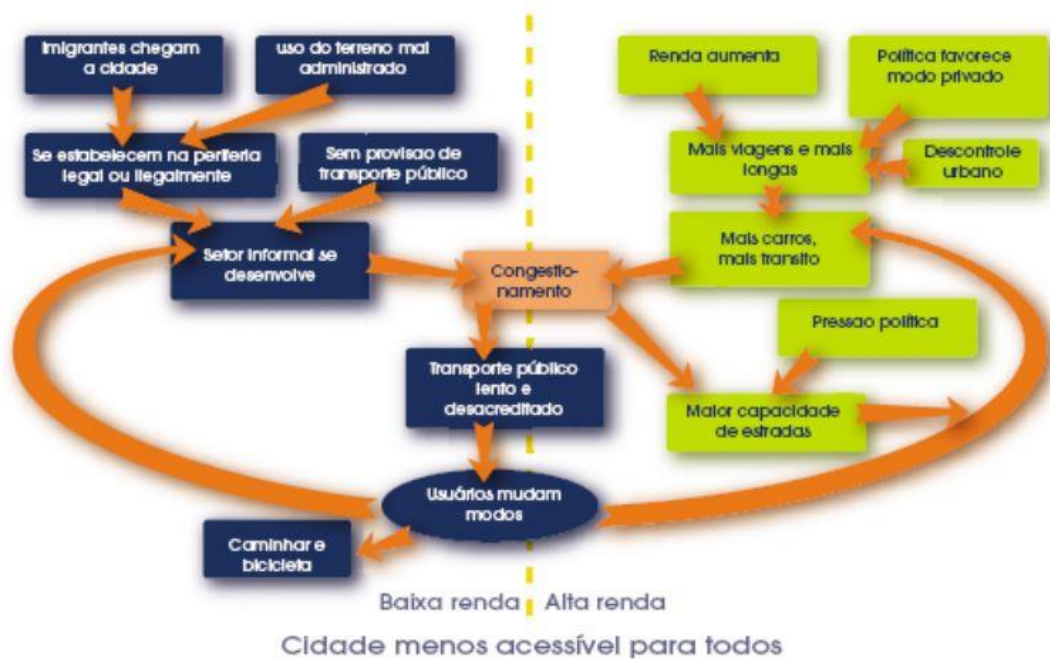 Imigrantes chegam
a cidade
uso do terreno mal
administrado
Se estabelecem na periferia
legal ou ilegalmente
Sem provisao de
transporte público
Setor informal se
desenvolve
Renda aumenta
Política favorece
modo privado
Mais viagens e mais
longas
Descontrole
urbano
Mais carros,
mais transito
Congestio-
namento
Pressao política
Transporte público
lento e
desacreditado
Maior capacidade
de estradas
Usuários mudam
modos
Caminhar e
bicicleta
Baixa renda
Alta renda
Cidade menos acessível para todos